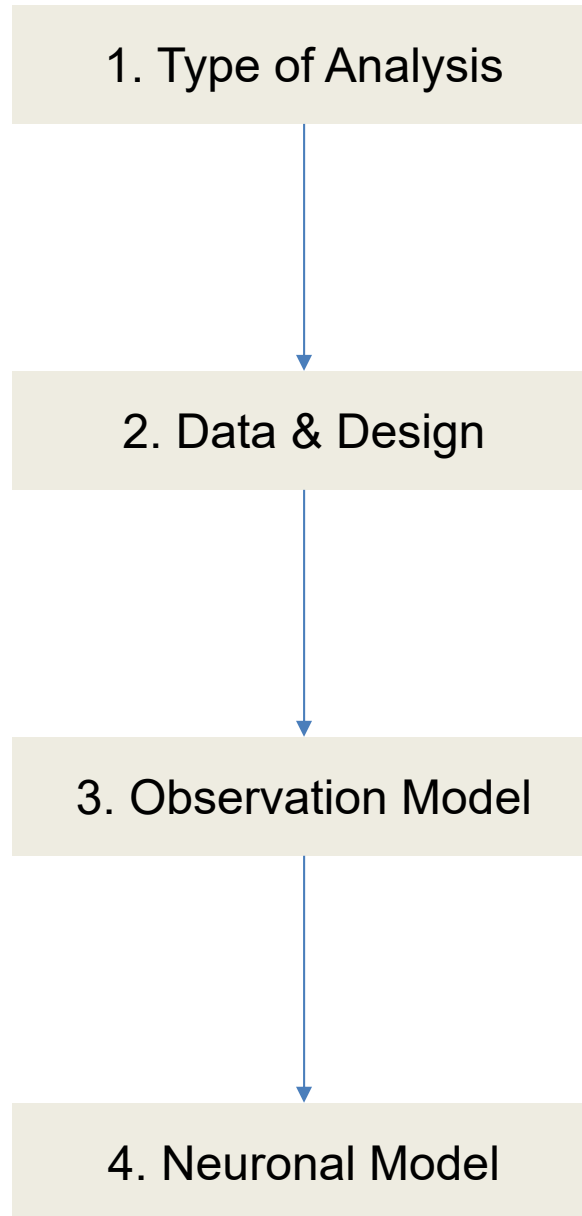 1. Type of Analysis
2. Data & Design
3. Observation Model
4. Neuronal Model